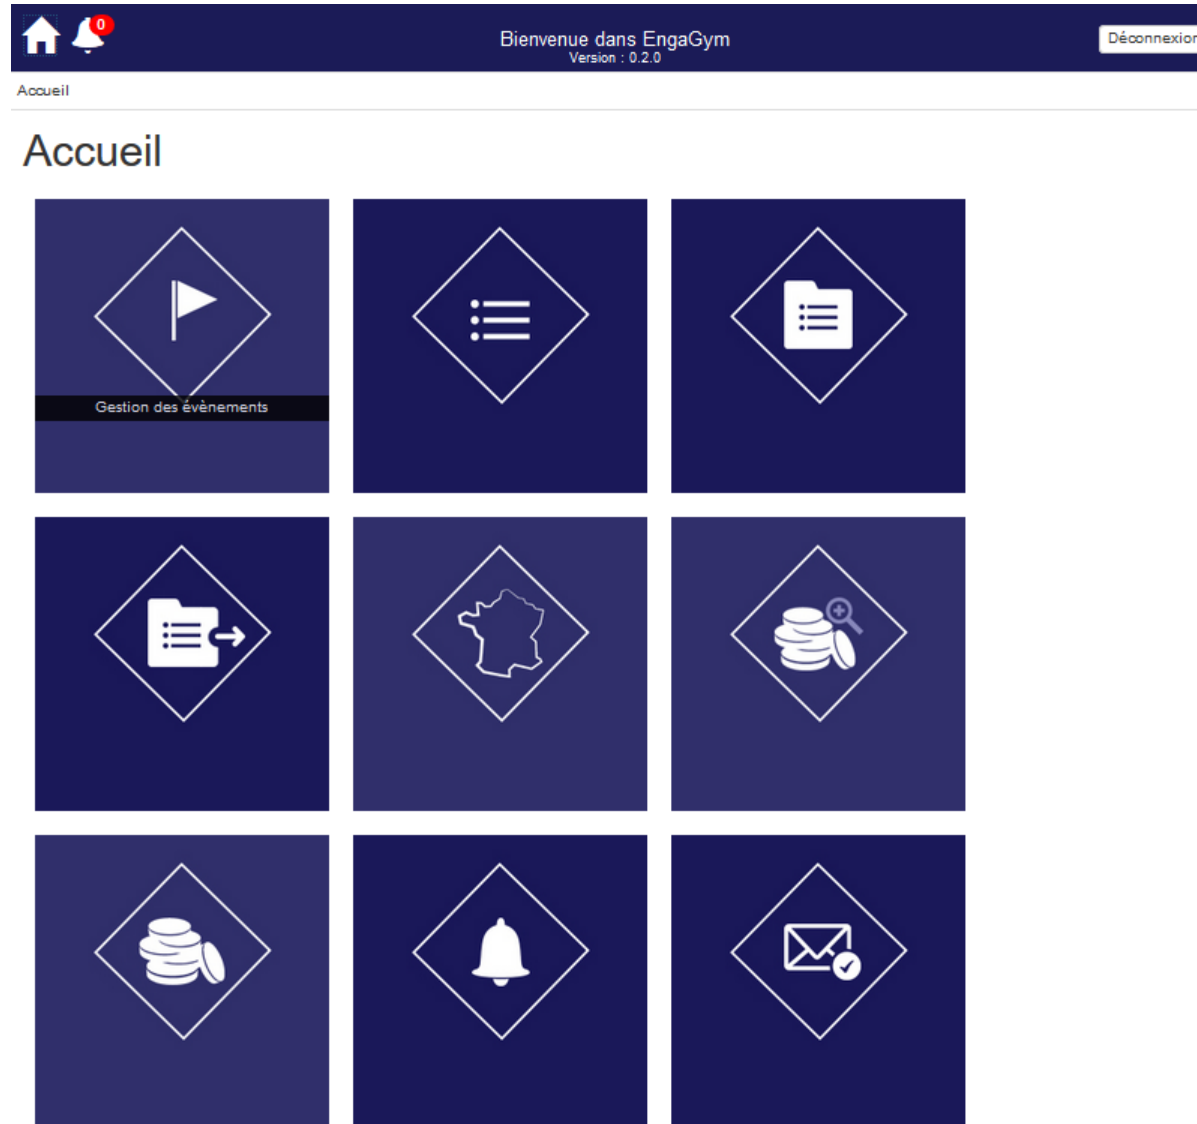 0
Bienvenue dans EngaGym
Version : 0.2.0
Déconnexion
Accueil
Accueil
Gestion des évènements